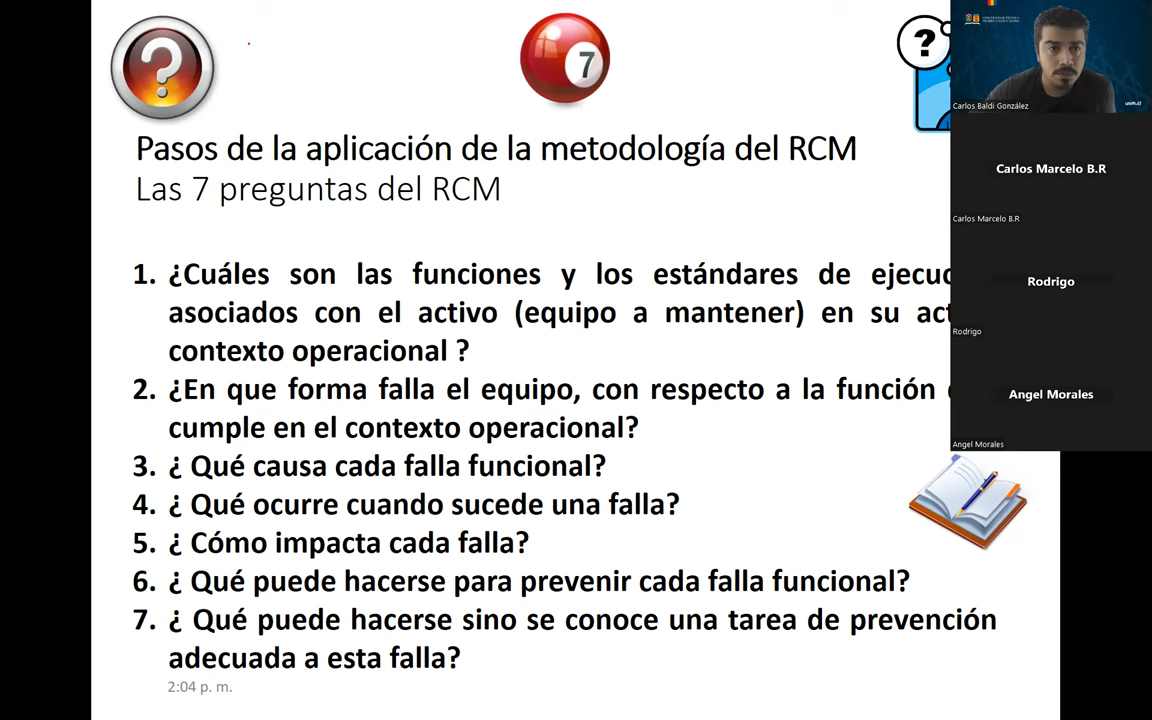 ?
7
?
Pasos de la aplicación de la metodología del RCM
Las 7 preguntas del RCM
1. ¿Cuáles son las funciones y los estándares de
asociados con el activo (equipo a mantener) en su
contexto operacional ?
2. ¿En que forma falla el equipo, con respecto a la función
cumple en el contexto operacional?
3. ¿ Qué causa cada falla funcional?
4. ¿ Qué ocurre cuando sucede una falla?
5. ¿ Cómo impacta cada falla?
6. ¿ Qué puede hacerse para prevenir cada falla funcional?
7. ¿ Qué puede hacerse sino se conoce una tarea de prevención
adecuada a esta falla?
2:04 p. m.
usm.cl
Carlos Baldi González
Carlos Marcelo B.R
Carlos Marcelo B.R
Rodrigo
Rodrigo
Angel Morales
Angel Morales